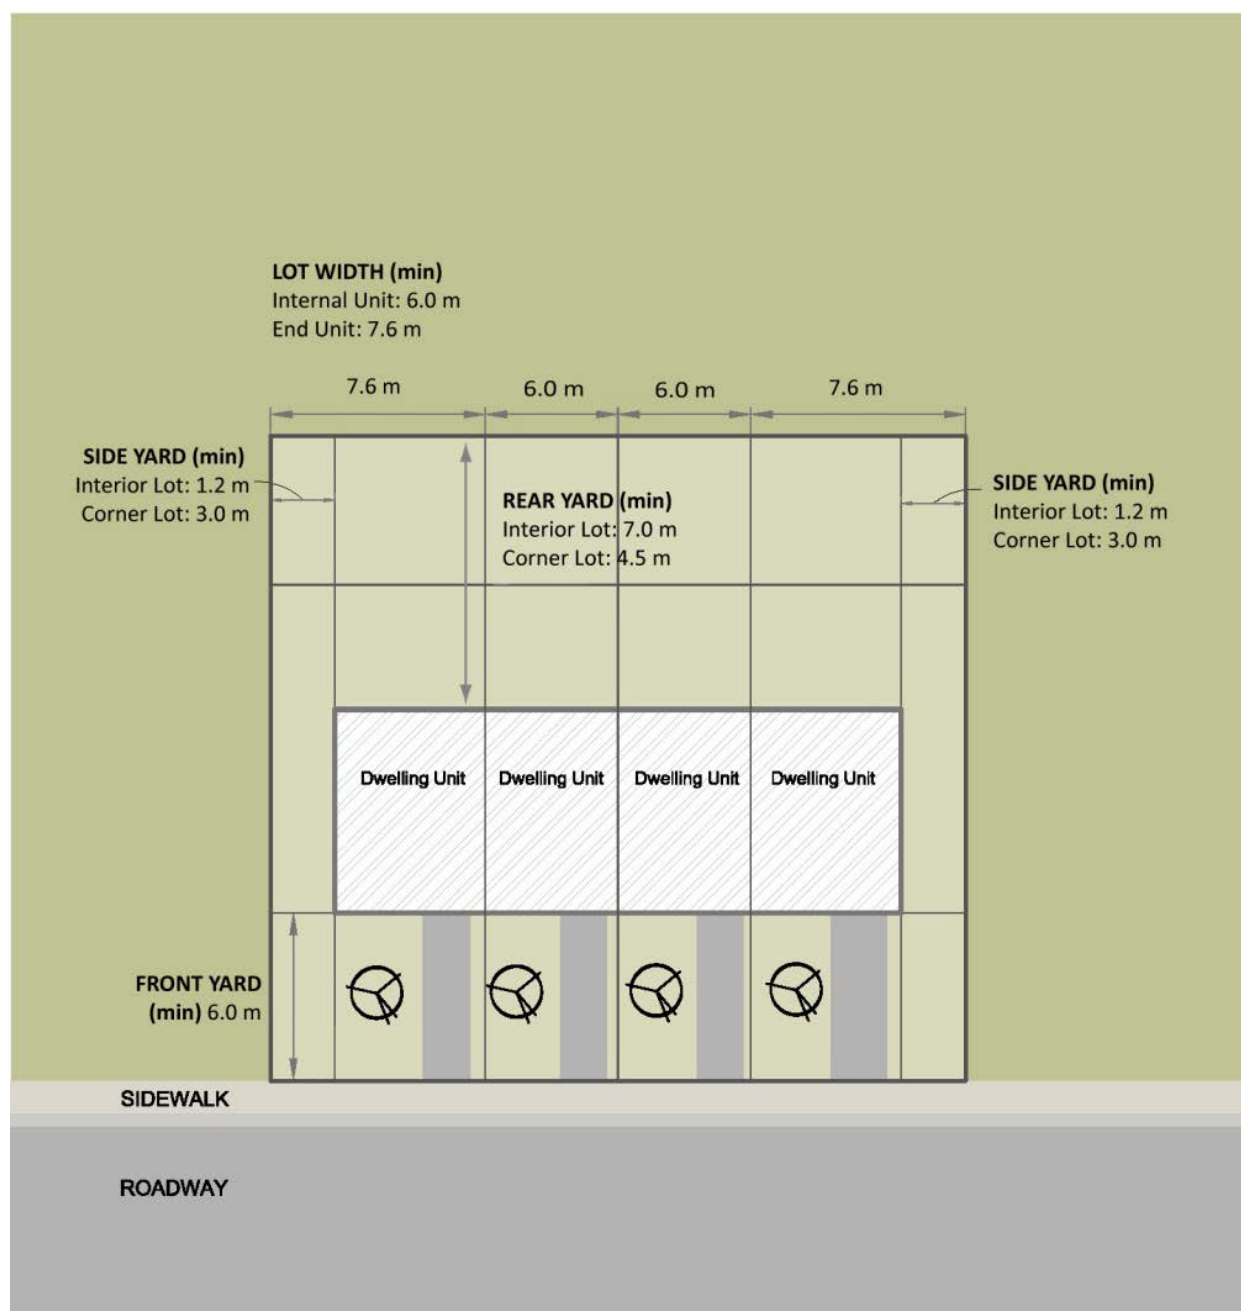 LOT WIDTH (min)
Internal Unit: 6.0 m
End Unit: 7.6 m
7.6 m
6.0 m
6.0 m
7.6 m
SIDE YARD (min)
Interior Lot: 1.2 m
Corner Lot: 3.0 m
REAR YARD (min)
Interior Lot: 7.0 m
Corner Lot: 4.5 m
SIDE YARD (min)
Interior Lot: 1.2 m
Corner Lot: 3.0 m
Dwelling Unit
Dwelling Unit
Dwelling Unit
Dwelling Unit
FRONT YARD
(min) 6.0 m
SIDEWALK
ROADWAY